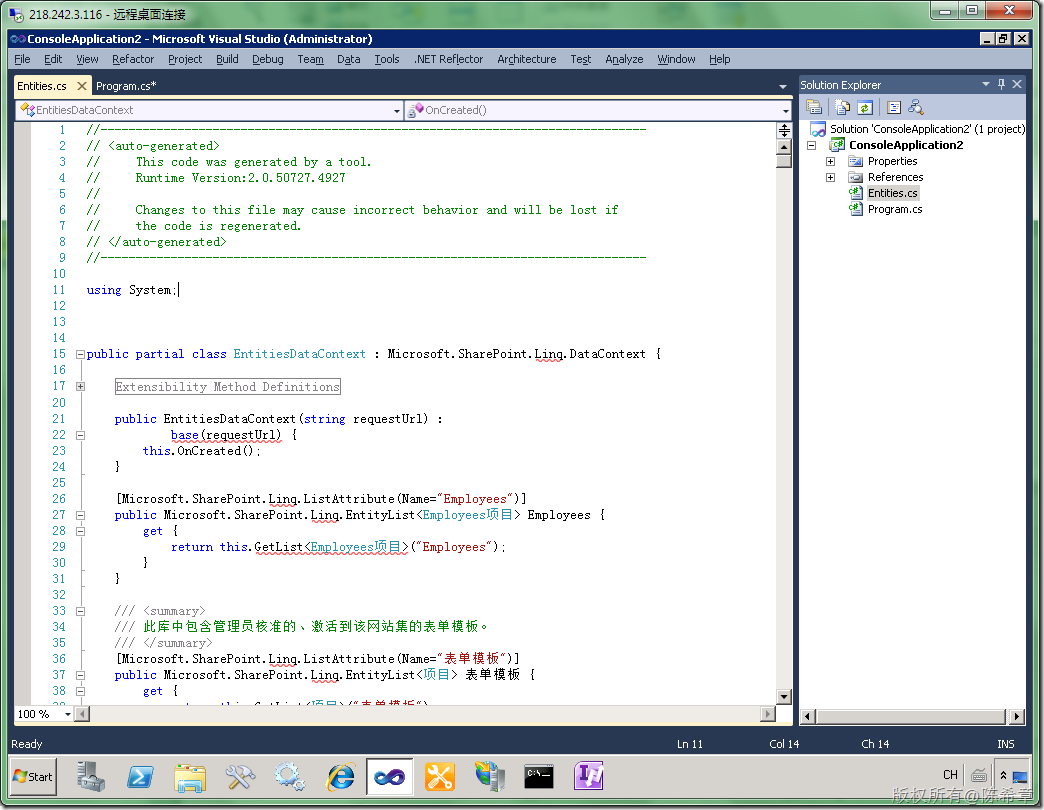 218.242.3.116 - 远程桌面连接
ConsoleApplication2 - Microsoft Visual Studio (Administrator)
File Edit View Refactor Project Build Debug Team Data Tools .NET Reflector Architecture Test Analyze Window Help
Entities.cs Program.cs*
EntitiesDataContext OnCreated()
1 //------------------------------------------------------------------------------
2 // <auto-generated>
3 //     This code was generated by a tool.
4 //     Runtime Version:2.0.50727.4927
5 //
6 //     Changes to this file may cause incorrect behavior and will be lost if
7 //     the code is regenerated.
8 // </auto-generated>
9 //------------------------------------------------------------------------------
10
11 using System;
12
13
14
15 public partial class EntitiesDataContext : Microsoft.SharePoint.Linq.DataContext {
16
17 Extensibility Method Definitions
20
21 public EntitiesDataContext(string requestUrl) :
22 base(requestUrl) {
23 this.OnCreated();
24 }
25
26 [Microsoft.SharePoint.Linq.ListAttribute(Name="Employees")]
27 public Microsoft.SharePoint.Linq.EntityList<Employees项目> Employees {
28 get {
29 return this.GetList<Employees项目>("Employees");
30 }
31 }
32
33 /// <summary>
34 /// 此库中包含管理员核准的、激活到该网站集的表单模板。
35 /// </summary>
36 [Microsoft.SharePoint.Linq.ListAttribute(Name="表单模板")]
37 public Microsoft.SharePoint.Linq.EntityList<项目> 表单模板 {
38 get {
100 %
Solution Explorer
Solution 'ConsoleApplication2' (1 project)
ConsoleApplication2
Properties
References
Entities.cs
Program.cs
Ready Ln 11 Col 14 Ch 14 INS
Start CH
版权所有@陈希章